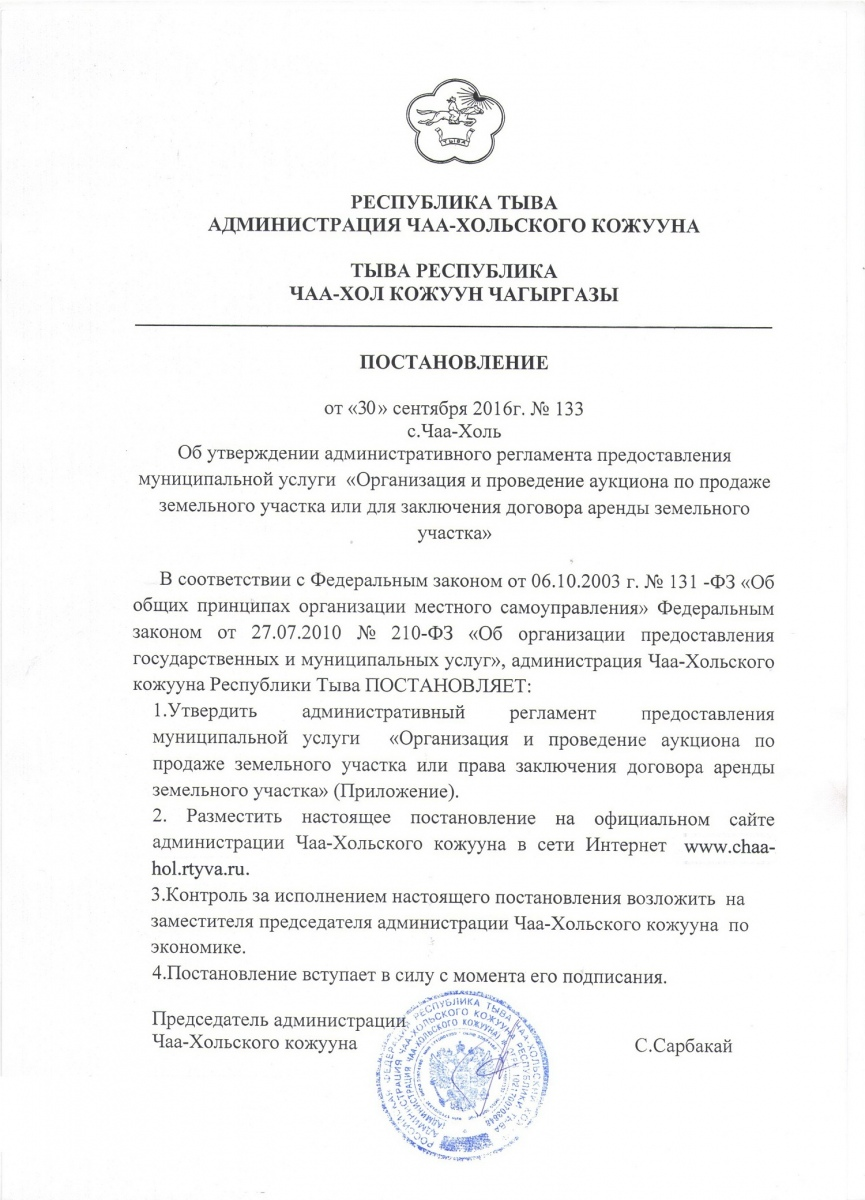 ТЫВА
РЕСПУБЛИКА ТЫВА
АДМИНИСТРАЦИЯ ЧАА-ХОЛЬСКОГО КОЖУУНА
ТЫВА РЕСПУБЛИКА
ЧАА-ХОЛ КОЖУУН ЧАГЫРГАЗЫ
ПОСТАНОВЛЕНИЕ
от «30» сентября 2016г. № 133
с.Чаа-Холь
Об утверждении административного регламента предоставления
муниципальной услуги «Организация и проведение аукциона по продаже
земельного участка или для заключения договора аренды земельного
участка»
В соответствии с Федеральным законом от 06.10.2003 г. № 131 -ФЗ «Об
общих принципах организации местного самоуправления» Федеральным
законом от 27.07.2010 № 210-ФЗ «Об организации предоставления
государственных и муниципальных услуг», администрация Чаа-Хольского
кожууна Республики Тыва ПОСТАНОВЛЯЕТ:
1.Утвердить административный регламент предоставления
муниципальной услуги «Организация и проведение аукциона по
продаже земельного участка или права заключения договора аренды
земельного участка» (Приложение).
2. Разместить настоящее постановление на официальном сайте
администрации Чаа-Хольского кожууна в сети Интернет www.chaa-
hol.rtyva.ru.
3.Контроль за исполнением настоящего постановления возложить на
заместителя председателя администрации Чаа-Хольского кожууна по
экономике.
4.Постановление вступает в силу с момента его подписания.
Председатель администрации
Чаа-Хольского кожууна
С.Сарбакай